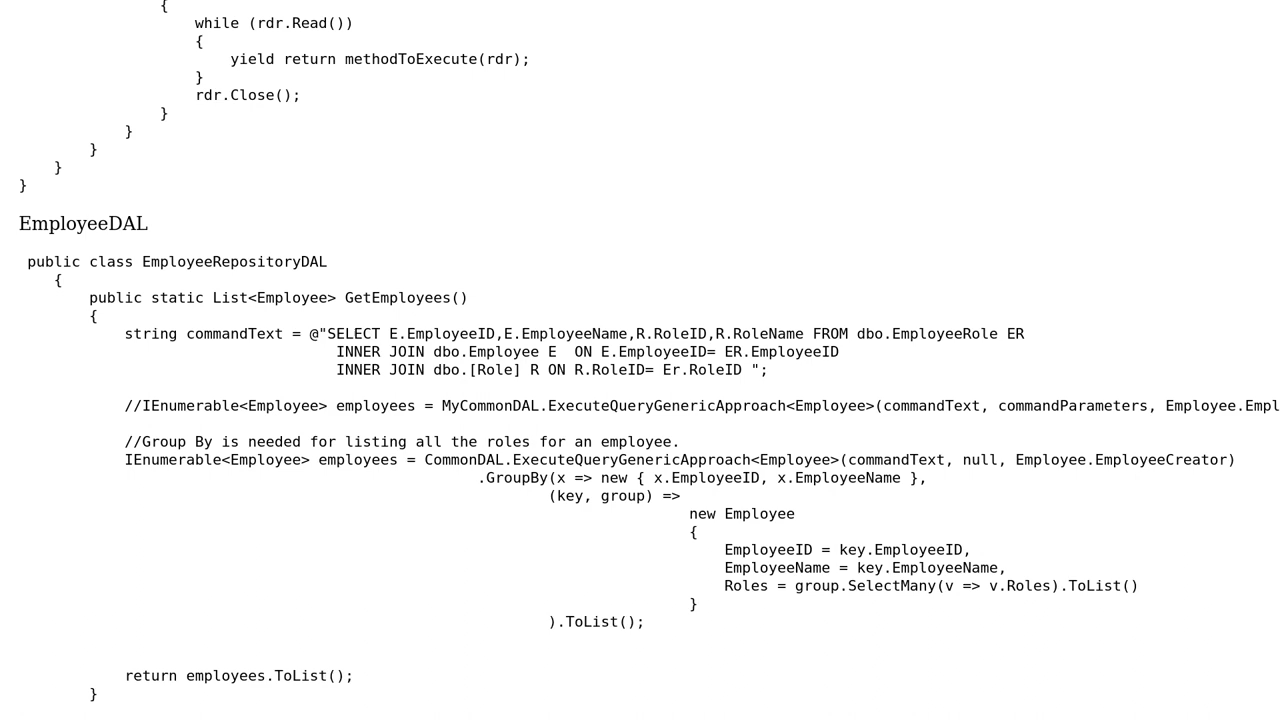 {
while (rdr.Read())
{
yield return methodToExecute(rdr);
}
rdr.Close();
}
}
}
}
}
EmployeeDAL
public class EmployeeRepositoryDAL
{
public static List<Employee> GetEmployees()
{
string commandText = @"SELECT E.EmployeeID,E.EmployeeName,R.RoleID,R.RoleName FROM dbo.EmployeeRole ER
INNER JOIN dbo.Employee E  ON E.EmployeeID= ER.EmployeeID
INNER JOIN dbo.[Role] R ON R.RoleID= Er.RoleID ";
//IEnumerable<Employee> employees = MyCommonDAL.ExecuteQueryGenericApproach<Employee>(commandText, commandParameters, Employee.Empl
//Group By is needed for listing all the roles for an employee.
IEnumerable<Employee> employees = CommonDAL.ExecuteQueryGenericApproach<Employee>(commandText, null, Employee.EmployeeCreator)
.GroupBy(x => new { x.EmployeeID, x.EmployeeName },
(key, group) =>
new Employee
{
EmployeeID = key.EmployeeID,
EmployeeName = key.EmployeeName,
Roles = group.SelectMany(v => v.Roles).ToList()
}
).ToList();
return employees.ToList();
}